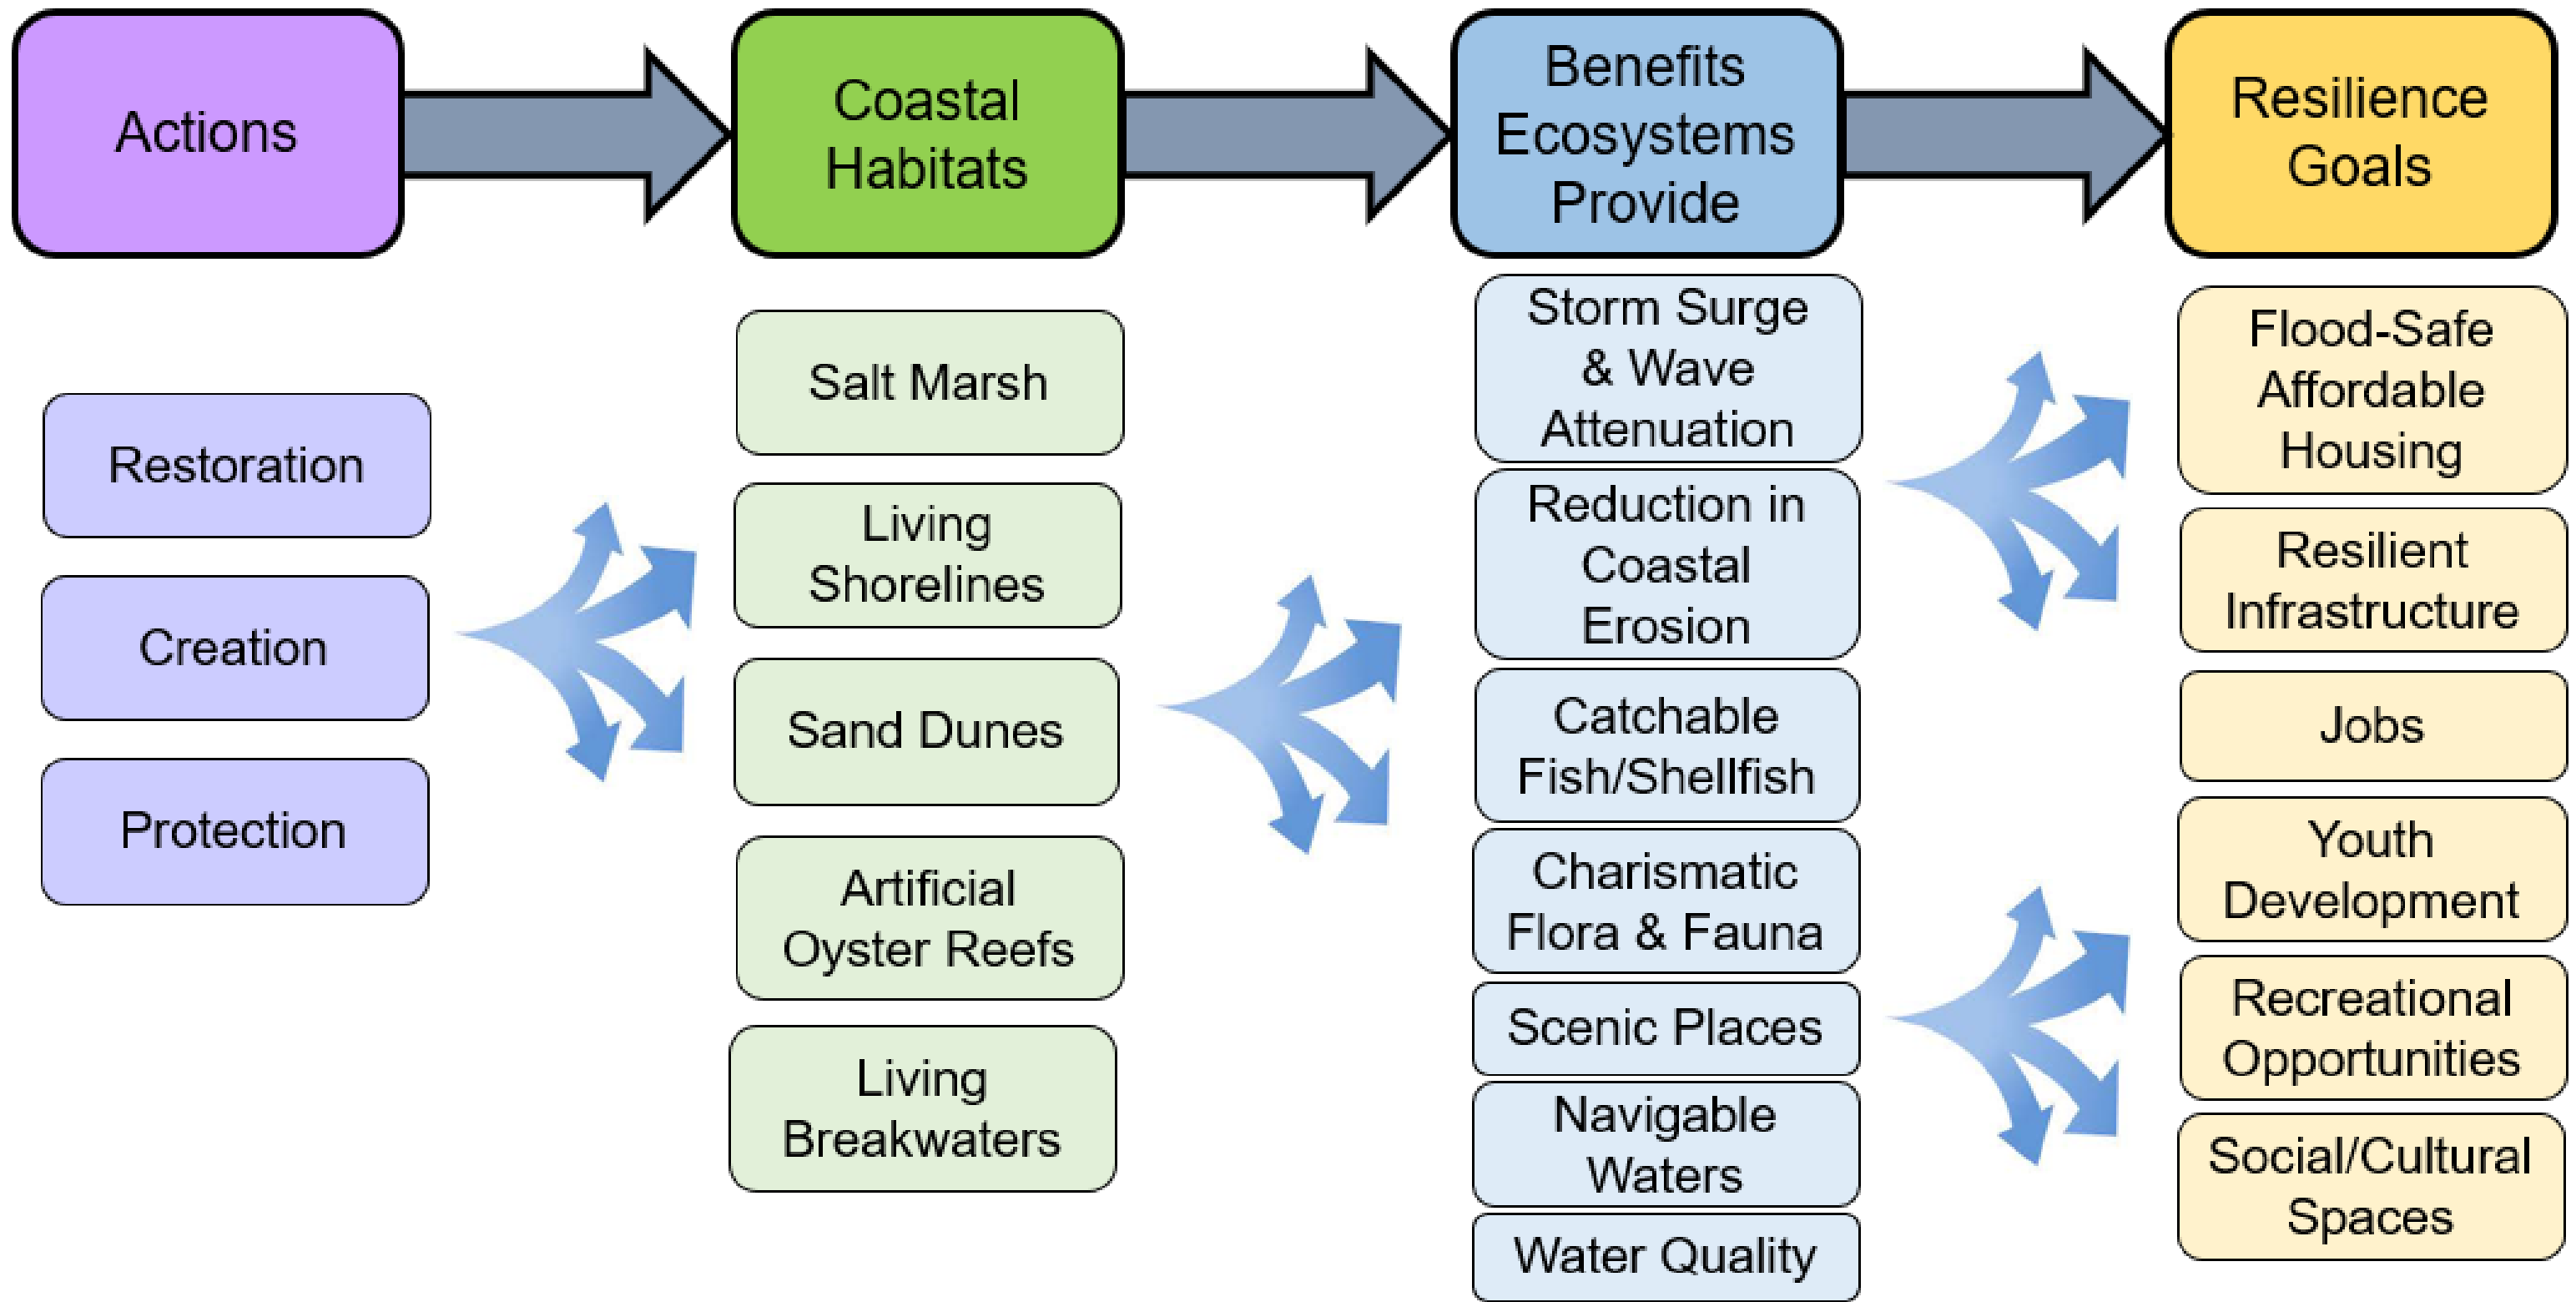 Actions
Coastal
Habitats
Benefits
Ecosystems
Provide
Resilience
Goals
Restoration
Creation
Protection
Salt Marsh
Living
Shorelines
Sand Dunes
Artificial
Oyster Reefs
Living
Breakwaters
Storm Surge
& Wave
Attenuation
Reduction in
Coastal
Erosion
Catchable
Fish/Shellfish
Charismatic
Flora & Fauna
Scenic Places
Navigable
Waters
Water Quality
Flood-Safe
Affordable
Housing
Resilient
Infrastructure
Jobs
Youth
Development
Recreational
Opportunities
Social/Cultural
Spaces